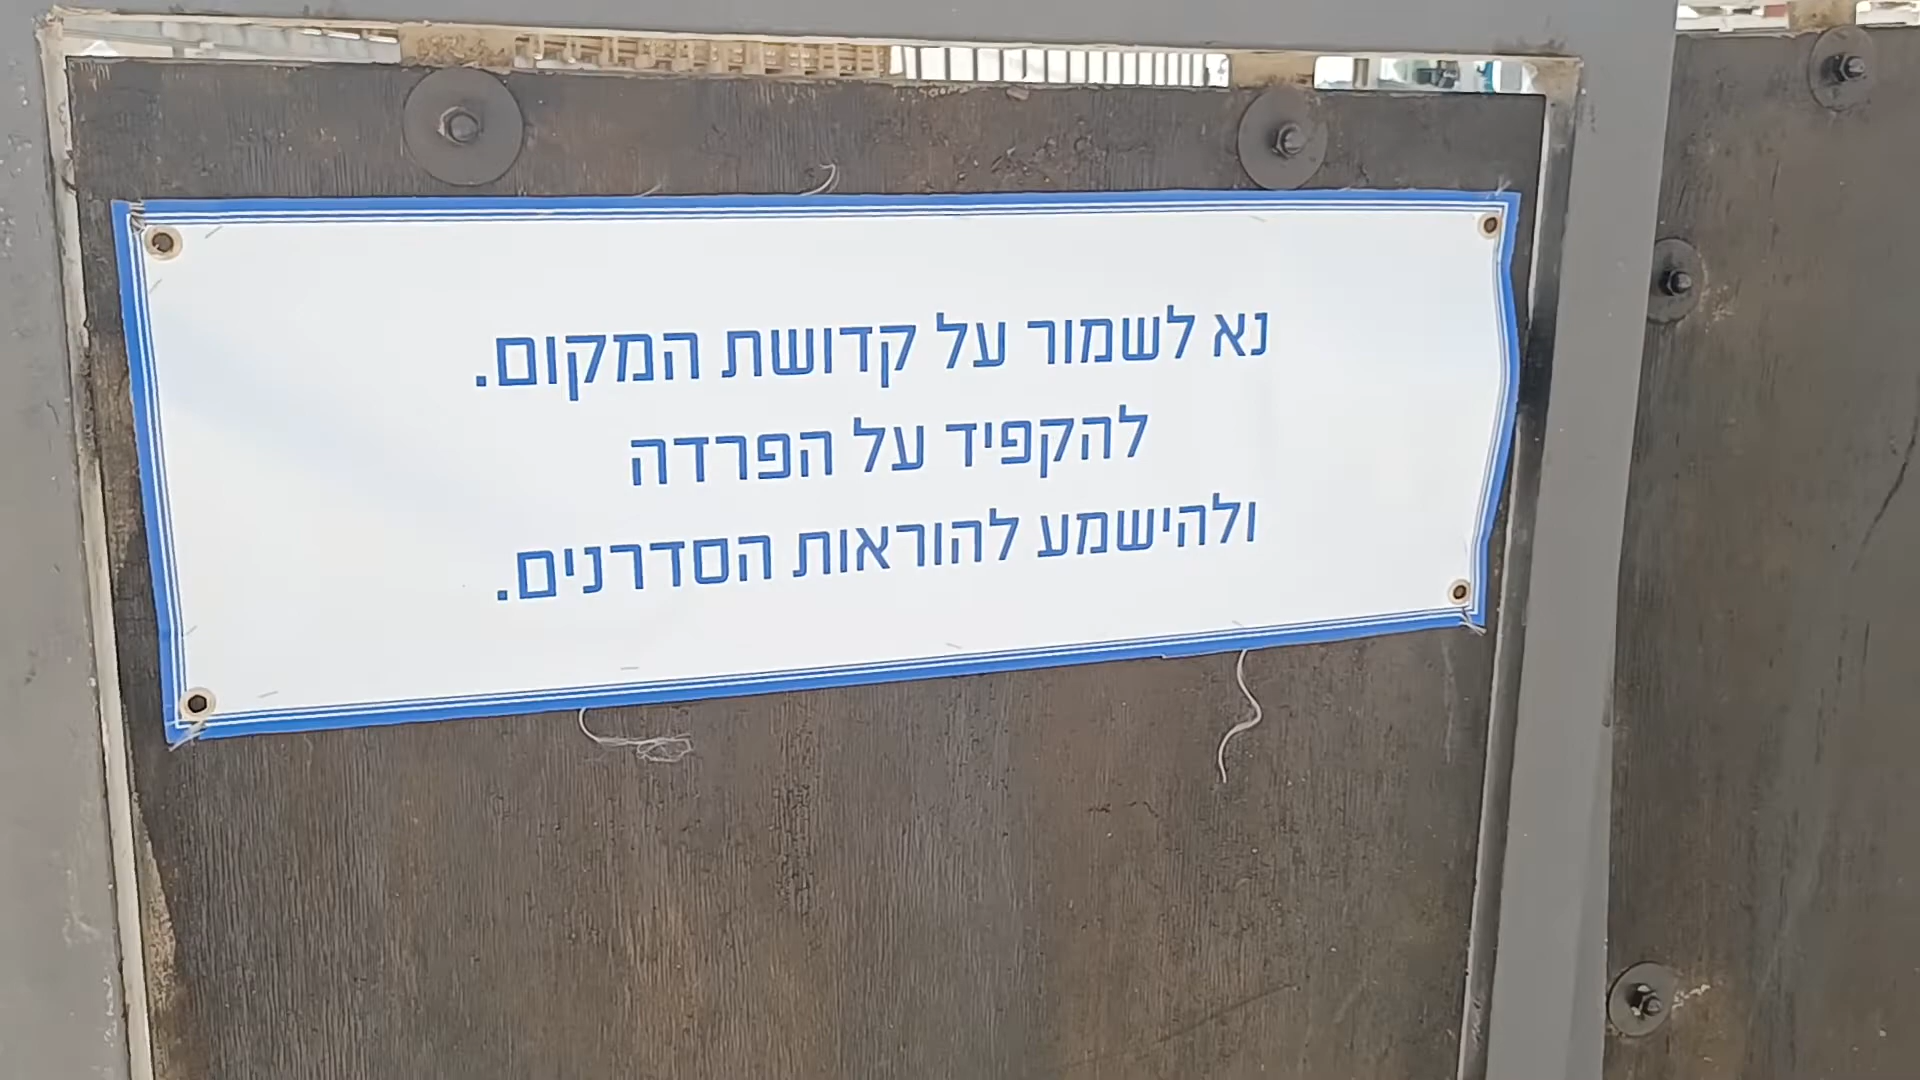 נא לשמור על קדושת המקום.
להקפיד על הפרדה
ולהישמע להוראות הסדרנים.